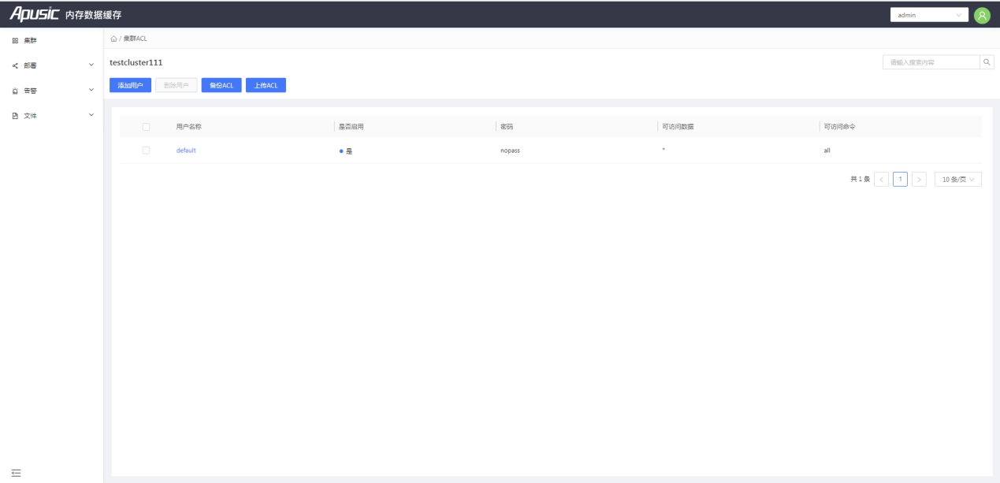 Apusic 内存数据缓存
admin
集群
部署
告警
文件
/ 集群ACL
testcluster111
请输入搜索内容
添加用户 删除用户 备份ACL 上传ACL
用户名称 是否启用 密码 可访问数据 可访问命令
default 是 nopass * all
共 1 条 < 1 > 10 条/页